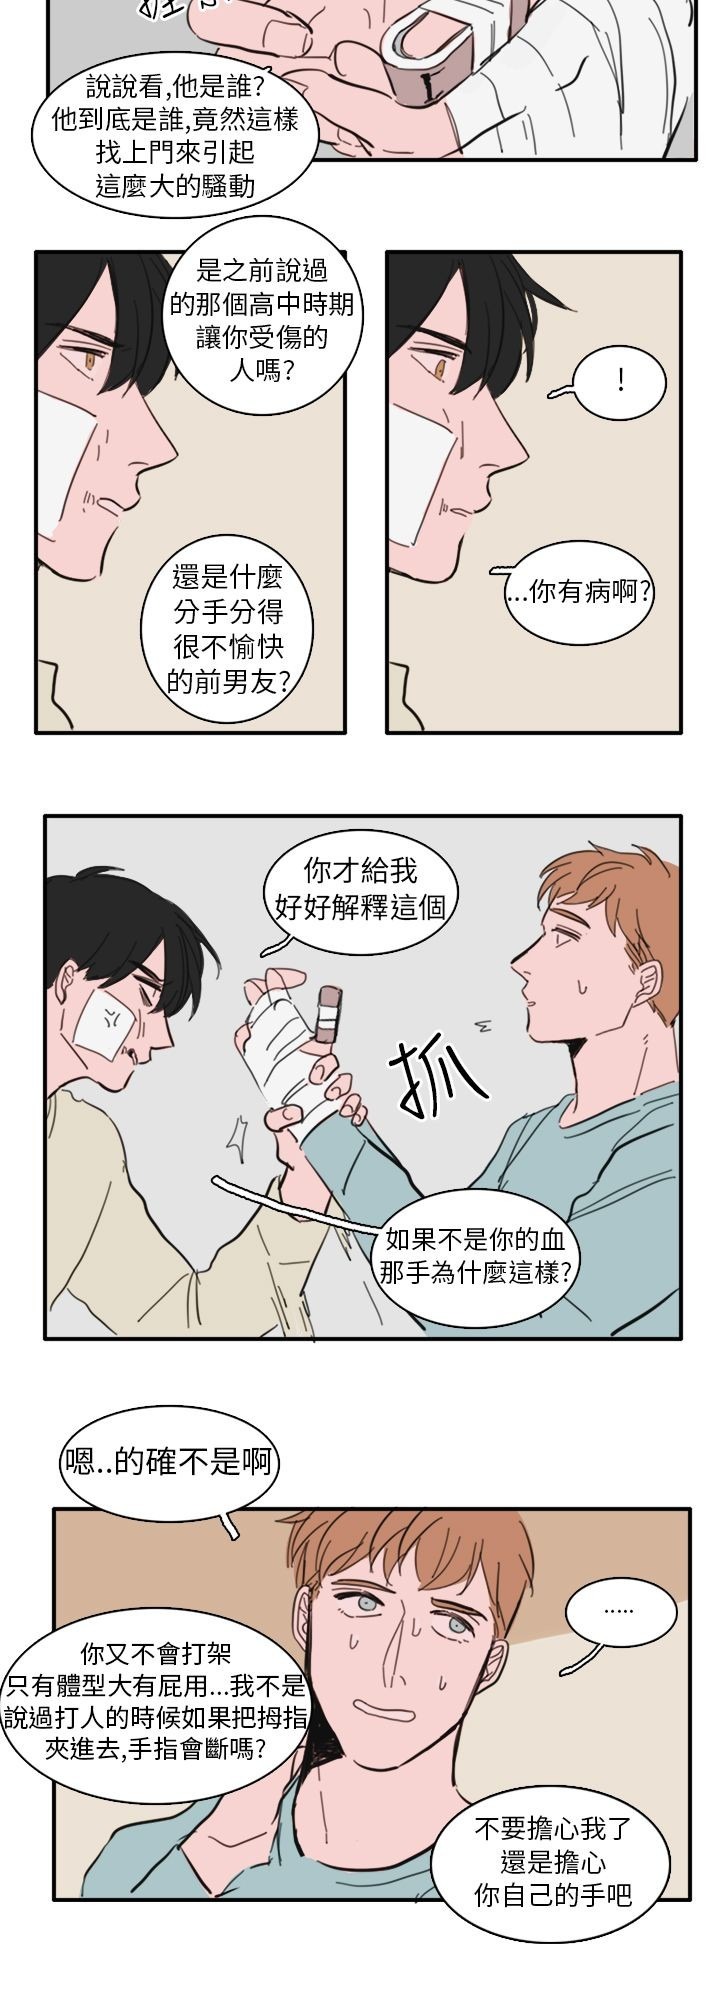 說說看,他是誰?
他到底是誰,竟然這樣
找上門來引起
這麼大的騷動
是之前說過
的那個高中時期
讓你受傷的
人嗎?
還是什麼
分手分得
很不愉快
的前男友?
!
...你有病啊?
你才給我
好好解釋這個
抓
如果不是你的血
那手為什麼這樣?
嗯..的確不是啊
.....
你又不會打架
只有體型大有屁用...我不是
說過打人的時候如果把拇指
夾進去,手指會斷嗎?
不要擔心我了
還是擔心
你自己的手吧